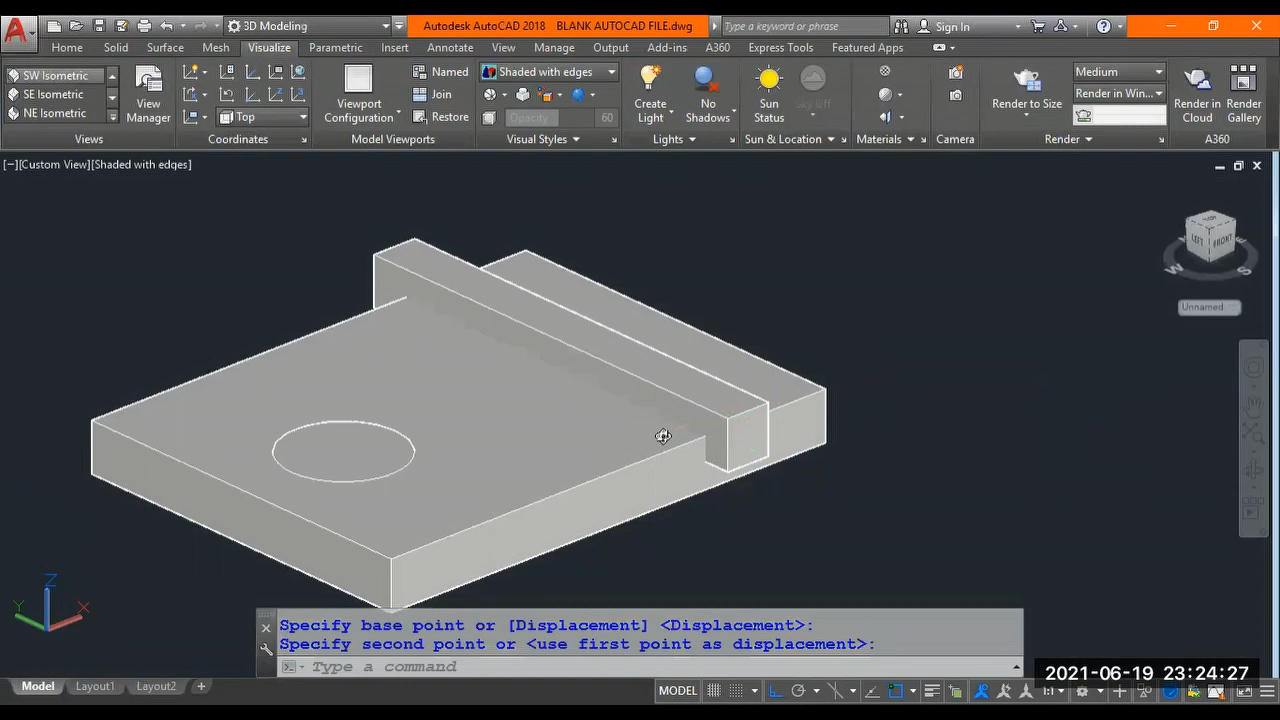 3D Modeling
Autodesk AutoCAD 2018 BLANK AUTOCAD FILE.dwg
Type a keyword or phrase
Sign In
Home Solid Surface Mesh Visualize Parametric Insert Annotate View Manage Output Add-ins A360 Express Tools Featured Apps
SW Isometric
SE Isometric
NE Isometric
View
Manager
Views
Top
Coordinates
Viewport
Configuration
Named
Join
Restore
Model Viewports
Shaded with edges
Opacity 60
Visual Styles
Create
Light
No
Shadows
Lights
Sun
Status
Sky Off
Sun & Location
Materials
Camera
Render to Size
Medium
Render in Win...
Render
Render in
Cloud
Render
Gallery
A360
[−][Custom View][Shaded with edges]
LEFT FRONT
W S
Unnamed
Z
Y X
Specify base point or [Displacement] <Displacement>:
Specify second point or <use first point as displacement>:
Type a command
2021-06-19 23:24:27
Model Layout1 Layout2 +
MODEL
1:1